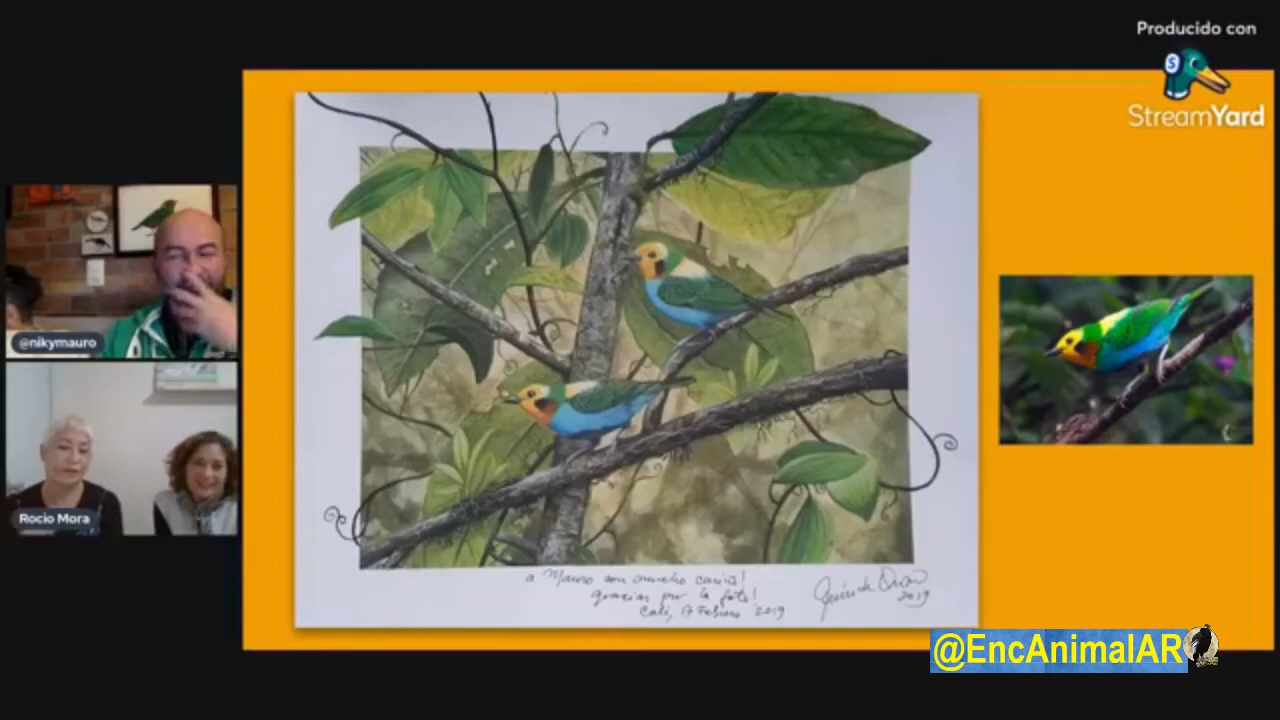 Producido con
StreamYard
@nikymauro
Rocio Mora
a Mauro con mucho cariño!
gracias por la foto!
Cali, 17 Febrero 2019
2019
@EncAnimalAR